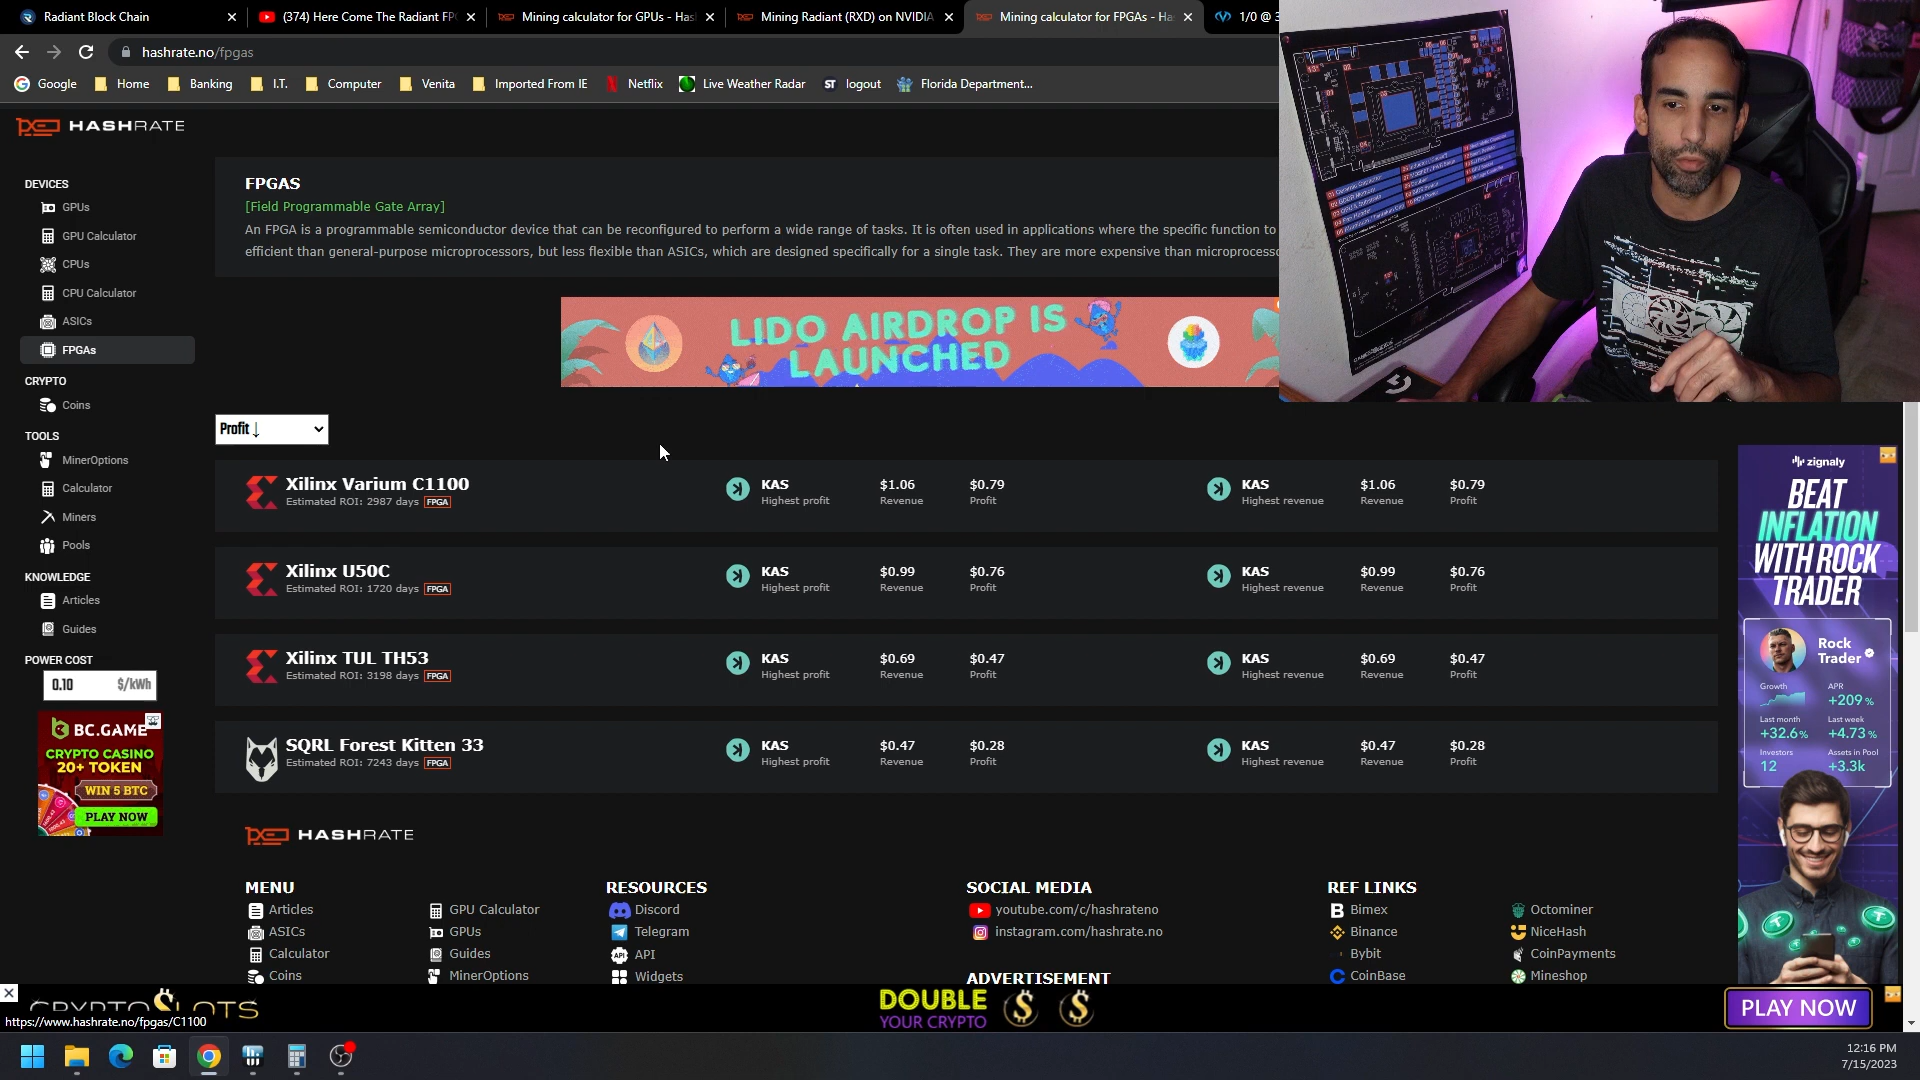 Radiant Block Chain
(374) Here Come The Radiant FP
Mining calculator for GPUs - Has
Mining Radiant (RXD) on NVIDIA
Mining calculator for FPGAs - Ha
1/0 @ 3
hashrate.no/fpgas
Google
Home
Banking
I.T.
Computer
Venita
Imported From IE
Netflix
Live Weather Radar
ST
logout
Florida Department...
HASHRATE
DEVICES
GPUs
GPU Calculator
CPUs
CPU Calculator
ASICs
FPGAs
CRYPTO
Coins
TOOLS
MinerOptions
Calculator
Miners
Pools
KNOWLEDGE
Articles
Guides
POWER COST
0.10 $/kWh
BC.GAME
CRYPTO CASINO
20+ TOKEN
WIN 5 BTC
PLAY NOW
FPGAS
[Field Programmable Gate Array]
An FPGA is a programmable semiconductor device that can be reconfigured to perform a wide range of tasks. It is often used in applications where the specific function to
efficient than general-purpose microprocessors, but less flexible than ASICs, which are designed specifically for a single task. They are more expensive than microprocesso
LIDO AIRDROP IS
LAUNCHED
Profit ↓
Xilinx Varium C1100
Estimated ROI: 2987 days FPGA
KAS $1.06 $0.79
Highest profit Revenue Profit
KAS $1.06 $0.79
Highest revenue Revenue Profit
Xilinx U50C
Estimated ROI: 1720 days FPGA
KAS $0.99 $0.76
Highest profit Revenue Profit
KAS $0.99 $0.76
Highest revenue Revenue Profit
Xilinx TUL TH53
Estimated ROI: 3198 days FPGA
KAS $0.69 $0.47
Highest profit Revenue Profit
KAS $0.69 $0.47
Highest revenue Revenue Profit
SQRL Forest Kitten 33
Estimated ROI: 7243 days FPGA
KAS $0.47 $0.28
Highest profit Revenue Profit
KAS $0.47 $0.28
Highest revenue Revenue Profit
zignaly
BEAT
INFLATION
WITH ROCK
TRADER
Rock
Trader
Growth APR
+209 %
Last month Last week
+32.6% +4.73 %
Investors Assets in Pool
12 +3.3k
HASHRATE
MENU
Articles
ASICs
Calculator
Coins
GPU Calculator
GPUs
Guides
MinerOptions
RESOURCES
Discord
Telegram
API
Widgets
SOCIAL MEDIA
youtube.com/c/hashrateno
instagram.com/hashrate.no
ADVERTISEMENT
REF LINKS
Bimex
Binance
Bybit
CoinBase
Octominer
NiceHash
CoinPayments
Mineshop
CRYPTO SLOTS
DOUBLE
YOUR CRYPTO
PLAY NOW
https://www.hashrate.no/fpgas/C1100
12:16 PM
7/15/2023